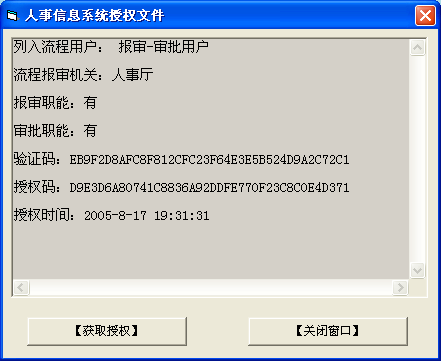 人事信息系统授权文件
列入流程用户： 报审-审批用户
流程报审机关：人事厅
报审职能：有
审批职能：有
验证码：EB9F2D8AFC8F812CFC23F64E3E5B524D9A2C72C1
授权码：D9E3D6A80741C8836A92DDFE770F23C8C0E4D371
授权时间：2005-8-17 19:31:31
【获取授权】 【关闭窗口】